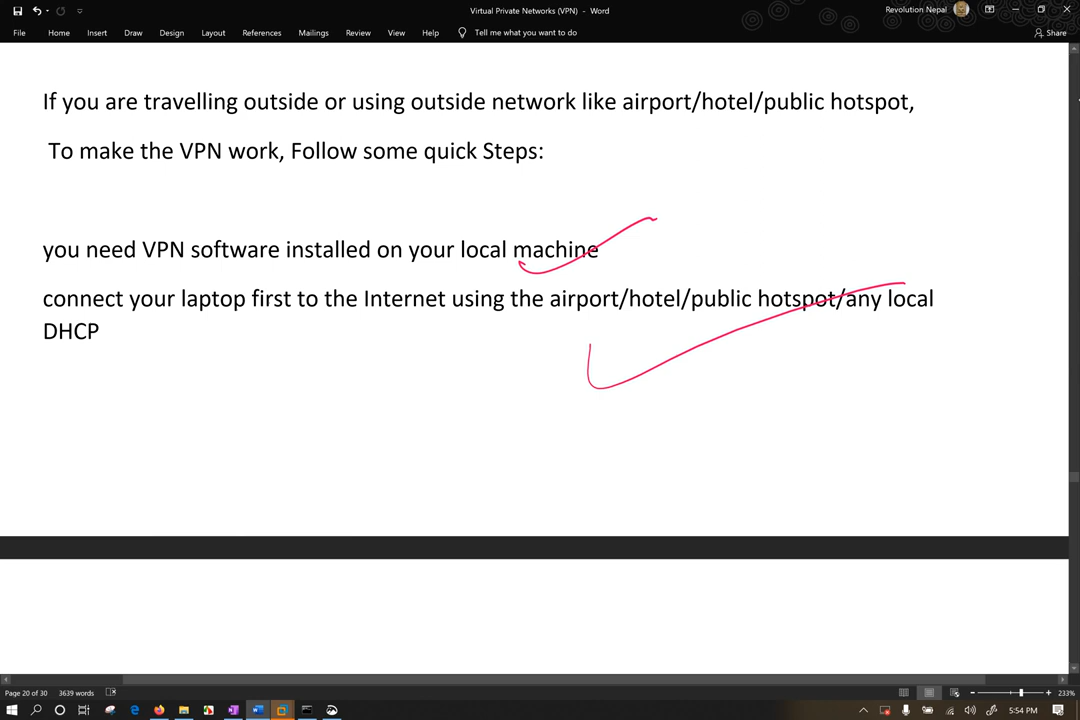 Virtual Private Networks (VPN) - Word
Revolution Nepal
File Home Insert Draw Design Layout References Mailings Review View Help Tell me what you want to do
Share
If you are travelling outside or using outside network like airport/hotel/public hotspot,
To make the VPN work, Follow some quick Steps:
you need VPN software installed on your local machine
connect your laptop first to the Internet using the airport/hotel/public hotspot/any local
DHCP
Page 20 of 30 3639 words
233%
5:54 PM